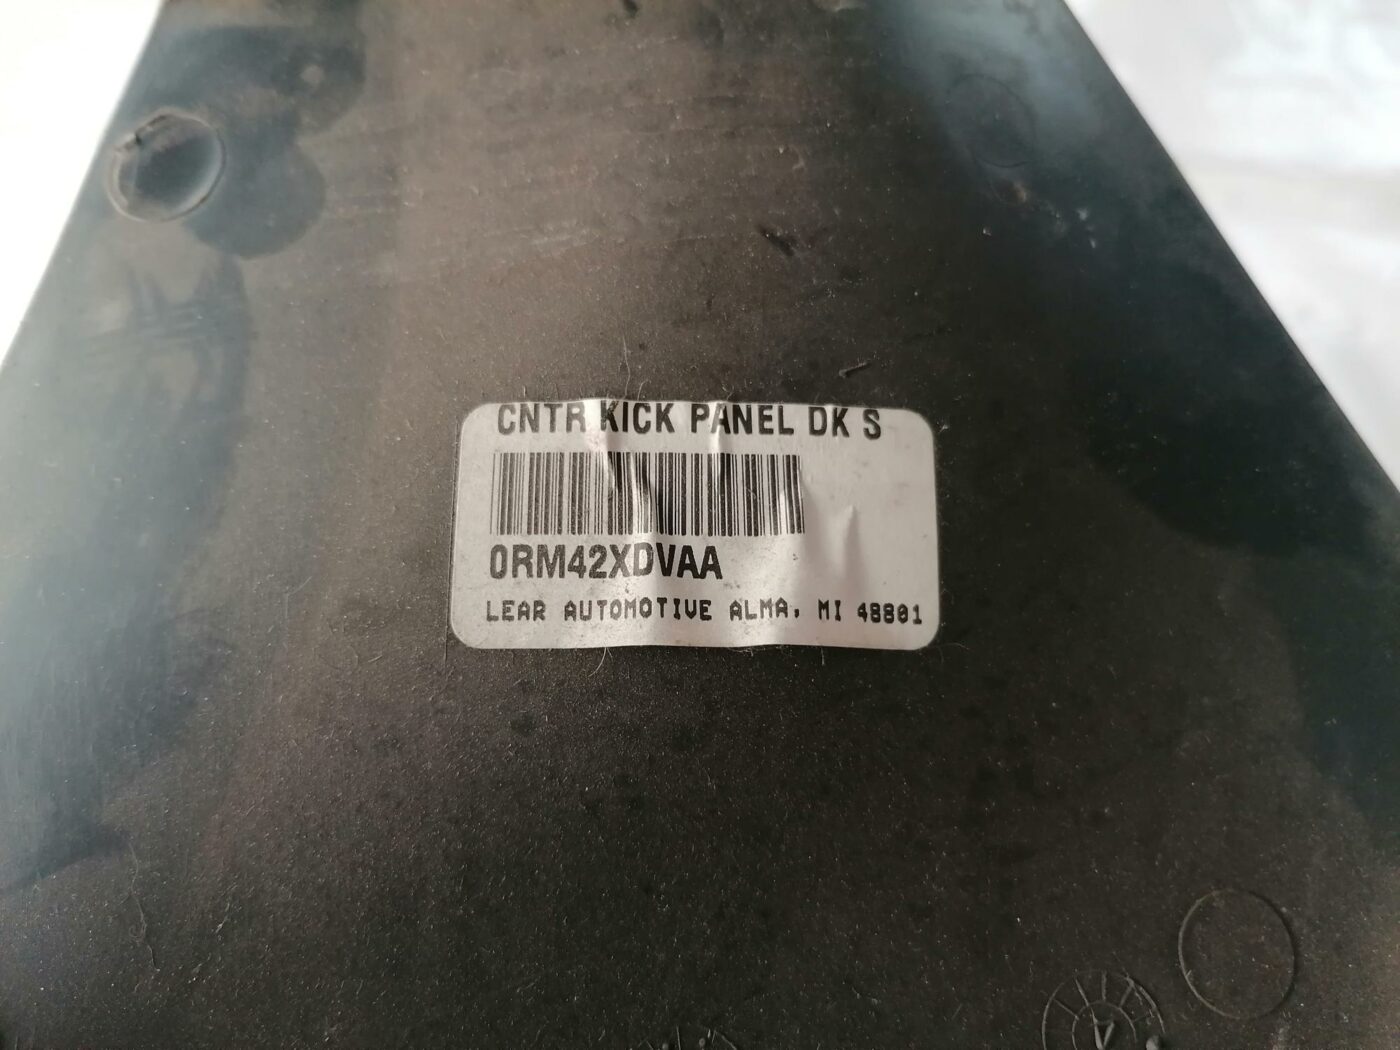 CNTR KICK PANEL DK S
0RM42XDVAA
LEAR AUTOMOTIVE ALMA, MI 48801
A